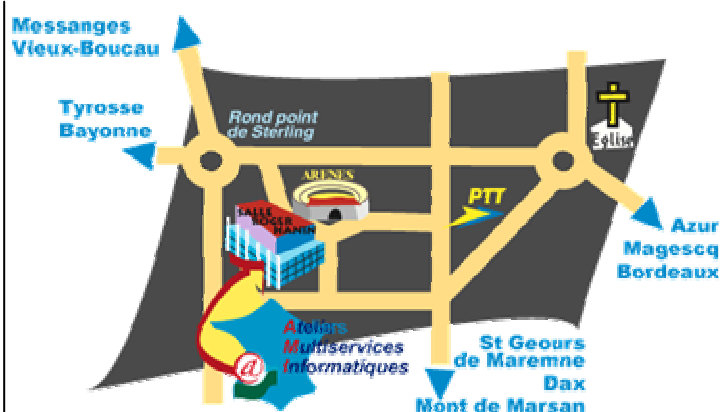 Messanges
Vieux-Boucau
Tyrosse
Bayonne
Rond point
de Sterling
Eglise
ARENES
PTT
SALLE
ROGER
HANIN
Azur
Magescq
Bordeaux
Ateliers
Multiservices
Informatiques
@
St Geours
de Maremne
Dax
Mont de Marsan